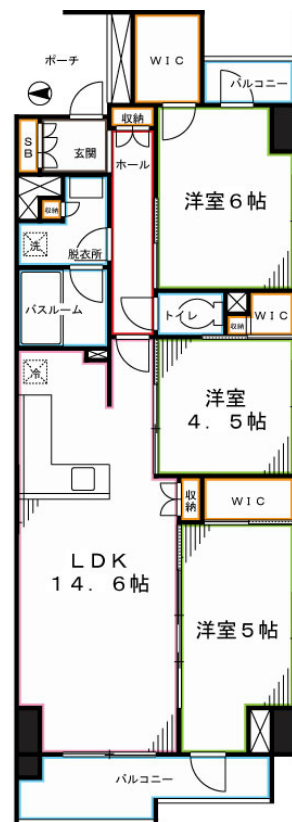 ポーチ
ＷＩＣ
バルコニー
収納
ＳＢ
玄関
ホール
洋室６帖
収納
洗
脱衣所
バスルーム
トイレ
収納
ＷＩＣ
冷
洋室
４．５帖
収納
ＷＩＣ
ＬＤＫ
１４．６帖
洋室５帖
バルコニー